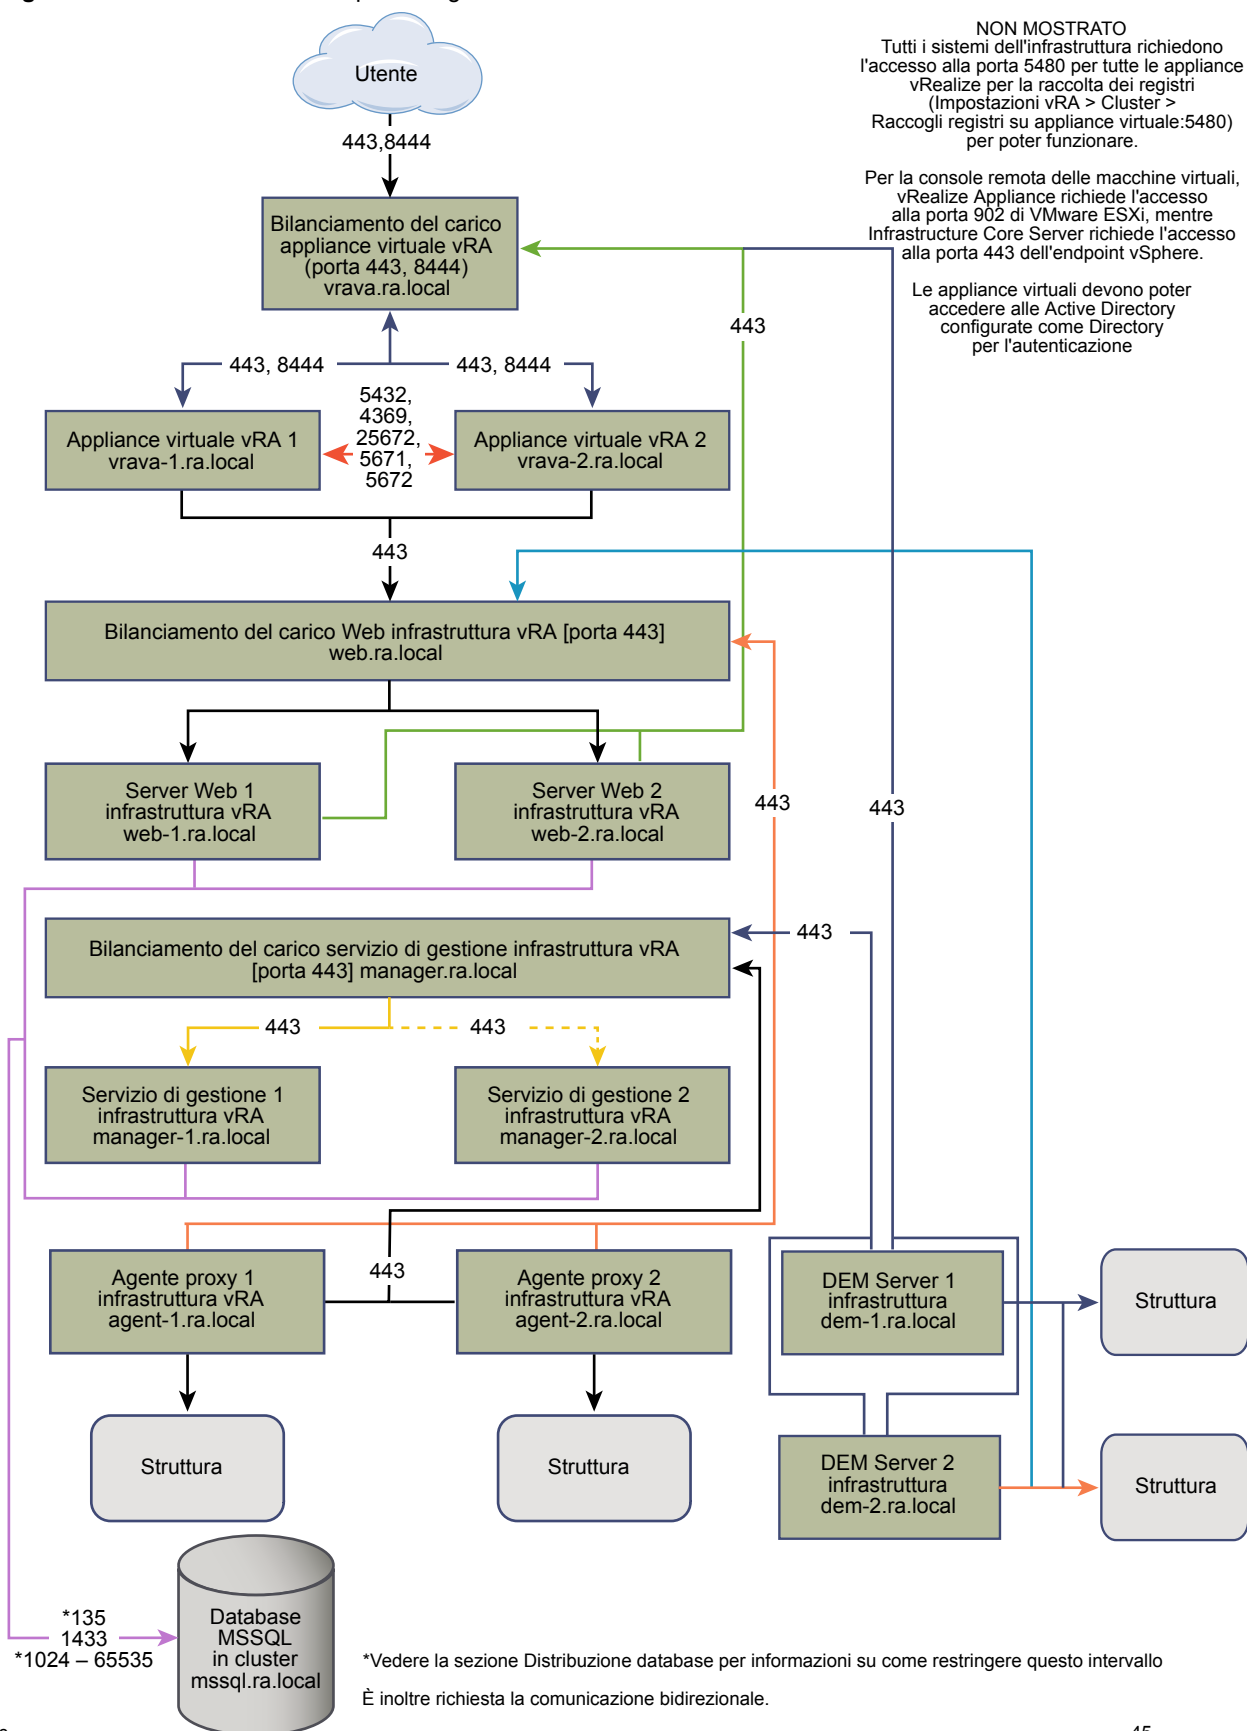 Utente
443,8444
NON MOSTRATO
Tutti i sistemi dell'infrastruttura richiedono
l'accesso alla porta 5480 per tutte le appliance
vRealize per la raccolta dei registri
(Impostazioni vRA > Cluster >
Raccogli registri su appliance virtuale:5480)
per poter funzionare.
Per la console remota delle macchine virtuali,
vRealize Appliance richiede l'accesso
alla porta 902 di VMware ESXi, mentre
Infrastructure Core Server richiede l'accesso
alla porta 443 dell'endpoint vSphere.
Le appliance virtuali devono poter
accedere alle Active Directory
configurate come Directory
per l'autenticazione
Bilanciamento del carico
appliance virtuale vRA
(porta 443, 8444)
vrava.ra.local
443
443, 8444
443, 8444
5432,
4369,
25672,
5671,
5672
Appliance virtuale vRA 1
vrava-1.ra.local
Appliance virtuale vRA 2
vrava-2.ra.local
443
Bilanciamento del carico Web infrastruttura vRA [porta 443]
web.ra.local
Server Web 1
infrastruttura vRA
web-1.ra.local
Server Web 2
infrastruttura vRA
web-2.ra.local
443
443
Bilanciamento del carico servizio di gestione infrastruttura vRA
[porta 443] manager.ra.local
443
443
443
Servizio di gestione 1
infrastruttura vRA
manager-1.ra.local
Servizio di gestione 2
infrastruttura vRA
manager-2.ra.local
Agente proxy 1
infrastruttura vRA
agent-1.ra.local
443
Agente proxy 2
infrastruttura vRA
agent-2.ra.local
DEM Server 1
infrastruttura
dem-1.ra.local
Struttura
Struttura
Struttura
DEM Server 2
infrastruttura
dem-2.ra.local
Struttura
*135
1433
*1024 – 65535
Database
MSSQL
in cluster
mssql.ra.local
*Vedere la sezione Distribuzione database per informazioni su come restringere questo intervallo
È inoltre richiesta la comunicazione bidirezionale.